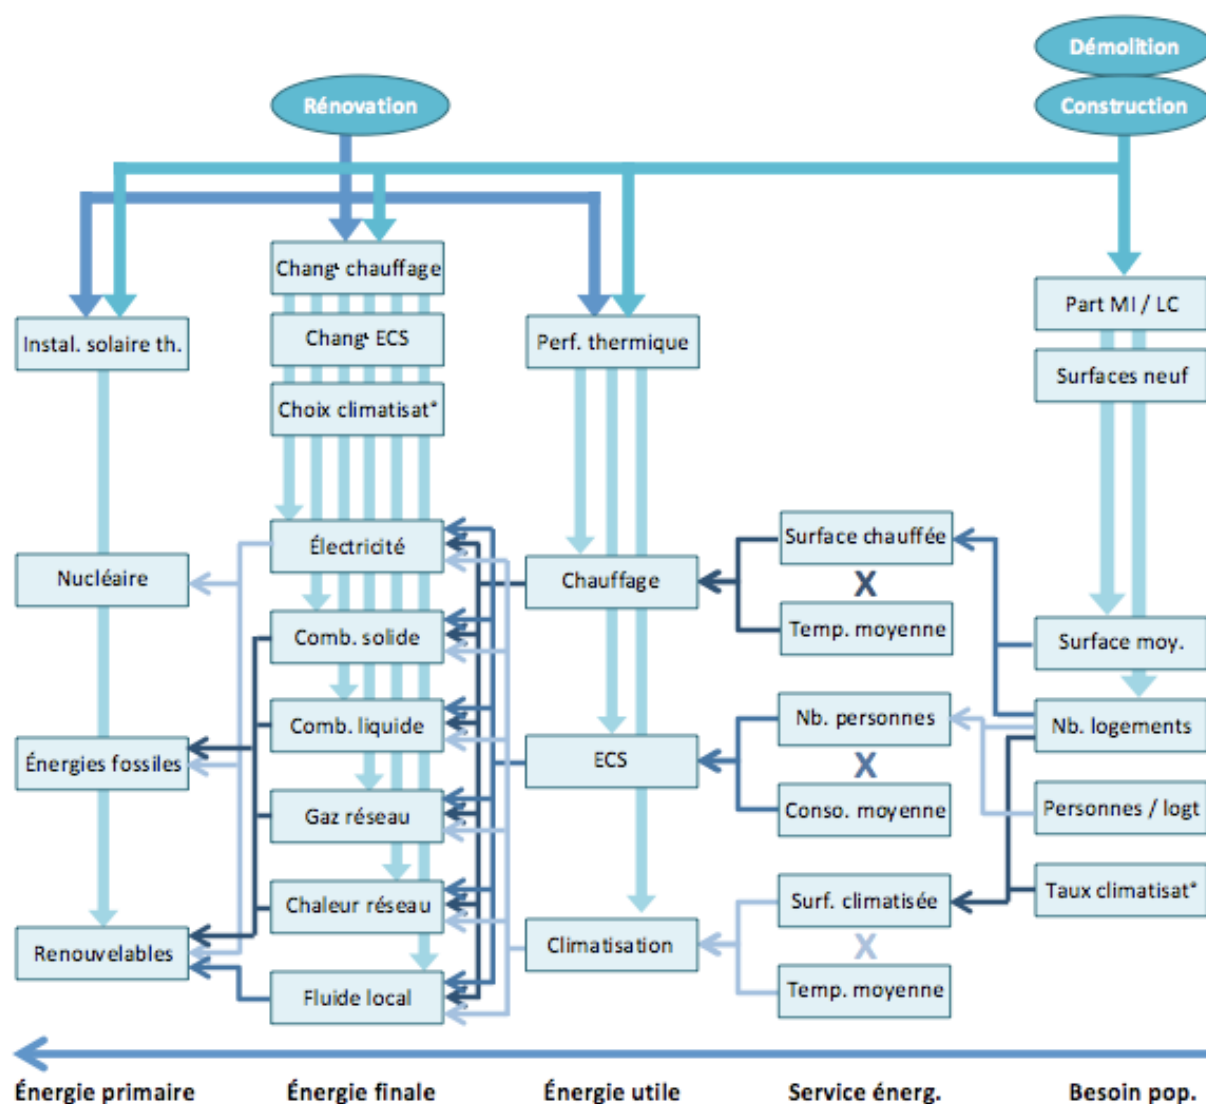 Démolition
Rénovation
Construction
Changt chauffage
Part MI / LC
Instal. solaire th.
Changt ECS
Perf. thermique
Surfaces neuf
Choix climatisat°
Électricité
Surface chauffée
Nucléaire
Chauffage
X
Comb. solide
Temp. moyenne
Surface moy.
Comb. liquide
Nb. personnes
Nb. logements
Énergies fossiles
ECS
X
Gaz réseau
Conso. moyenne
Personnes / logt
Chaleur réseau
Surf. climatisée
Taux climatisat°
Renouvelables
Climatisation
X
Fluide local
Temp. moyenne
Énergie primaire
Énergie finale
Énergie utile
Service énerg.
Besoin pop.